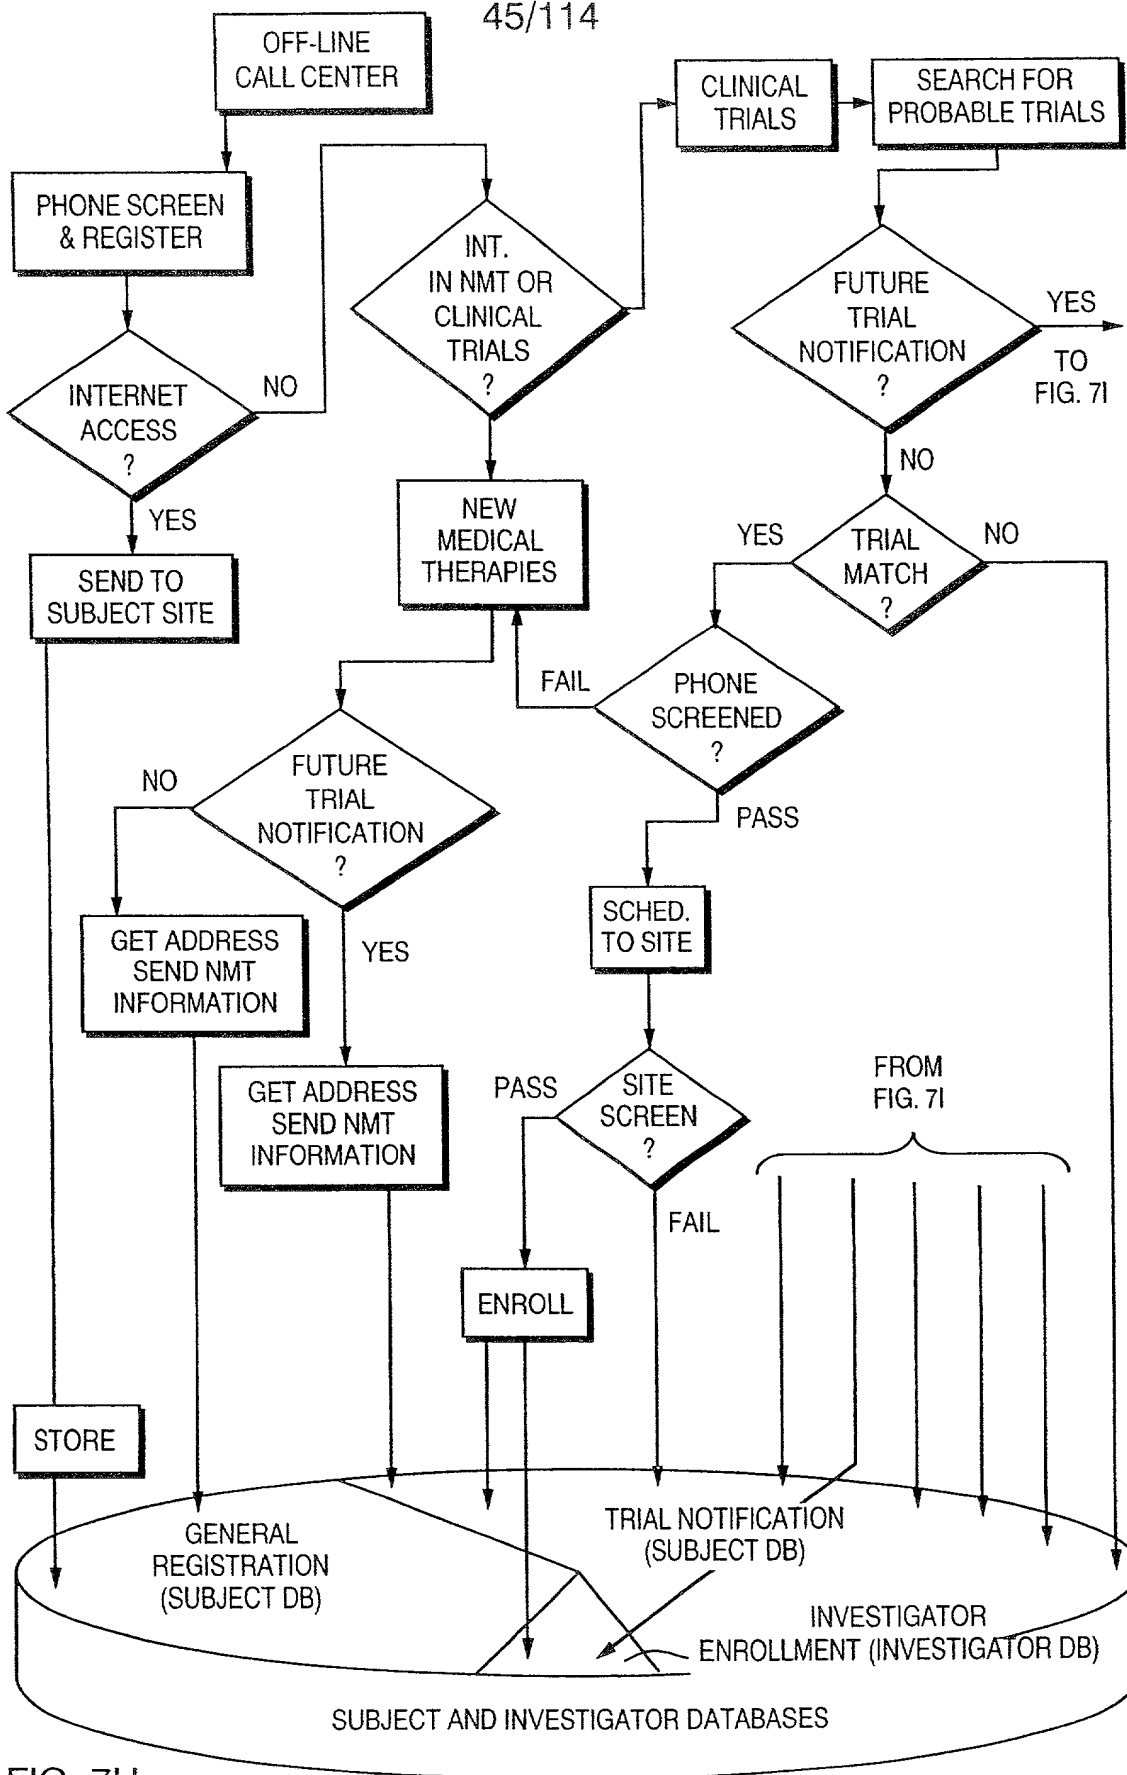 45/114
OFF-LINE
CALL CENTER
CLINICAL
TRIALS
SEARCH FOR
PROBABLE TRIALS
PHONE SCREEN
& REGISTER
INT.
IN NMT OR
CLINICAL
TRIALS
?
FUTURE
TRIAL
NOTIFICATION
?
YES
TO
FIG. 7I
INTERNET
ACCESS
?
NO
YES
NO
NEW
MEDICAL
THERAPIES
YES
TRIAL
MATCH
?
NO
SEND TO
SUBJECT SITE
FAIL
PHONE
SCREENED
?
PASS
NO
FUTURE
TRIAL
NOTIFICATION
?
YES
SCHED.
TO SITE
GET ADDRESS
SEND NMT
INFORMATION
GET ADDRESS
SEND NMT
INFORMATION
PASS
SITE
SCREEN
?
FAIL
FROM
FIG. 7I
ENROLL
STORE
GENERAL
REGISTRATION
(SUBJECT DB)
TRIAL NOTIFICATION
(SUBJECT DB)
INVESTIGATOR
ENROLLMENT (INVESTIGATOR DB)
SUBJECT AND INVESTIGATOR DATABASES